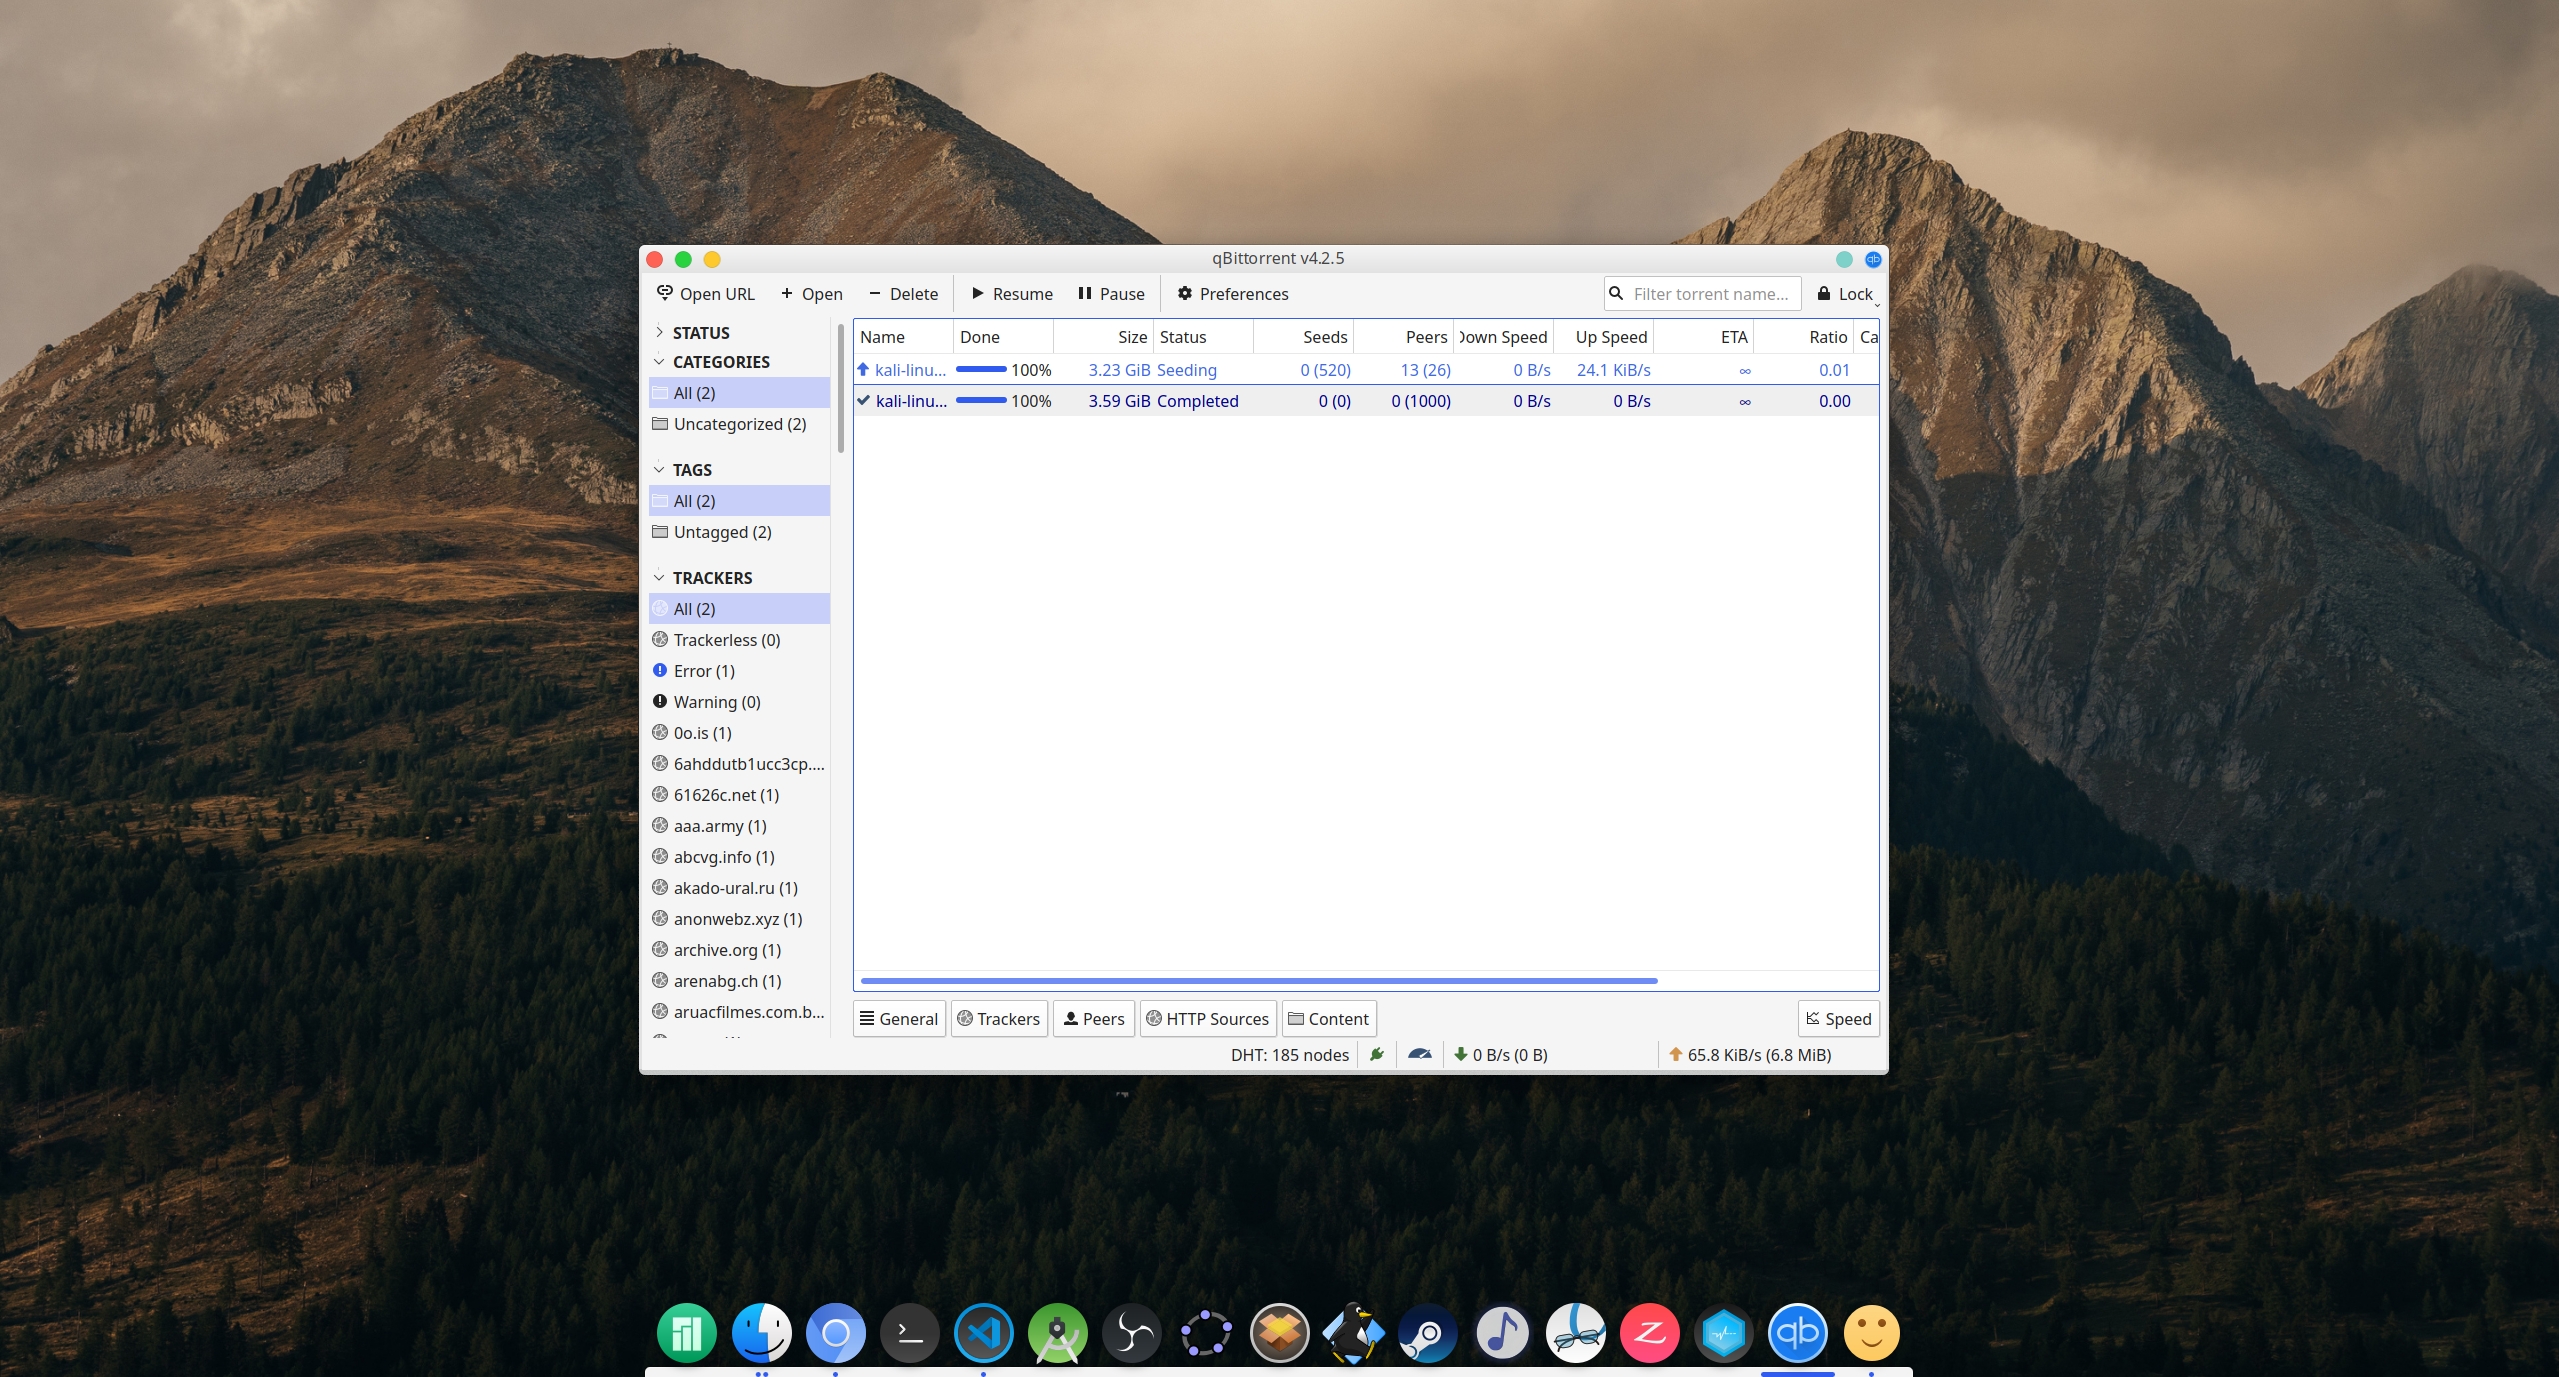 qBittorrent v4.2.5
Open URL Open Delete Resume Pause Preferences Filter torrent name... Lock
STATUS
CATEGORIES
All (2)
Uncategorized (2)
TAGS
All (2)
Untagged (2)
TRACKERS
All (2)
Trackerless (0)
Error (1)
Warning (0)
0o.is (1)
6ahddutb1ucc3cp....
61626c.net (1)
aaa.army (1)
abcvg.info (1)
akado-ural.ru (1)
anonwebz.xyz (1)
archive.org (1)
arenabg.ch (1)
aruacfilmes.com.b...
Name Done Size Status Seeds Peers Down Speed Up Speed ETA Ratio Ca
kali-linu... 100% 3.23 GiB Seeding 0 (520) 13 (26) 0 B/s 24.1 KiB/s ∞ 0.01
kali-linu... 100% 3.59 GiB Completed 0 (0) 0 (1000) 0 B/s 0 B/s ∞ 0.00
General Trackers Peers HTTP Sources Content Speed
DHT: 185 nodes 0 B/s (0 B) 65.8 KiB/s (6.8 MiB)
qb